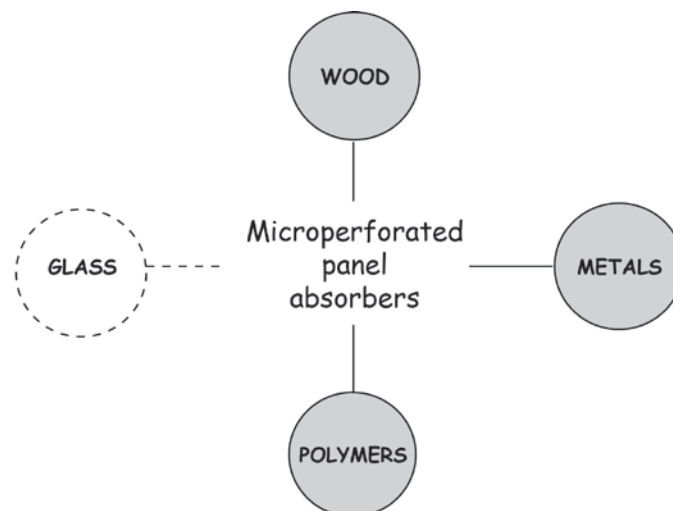 WOOD
GLASS
Microperforated
panel
absorbers
METALS
POLYMERS